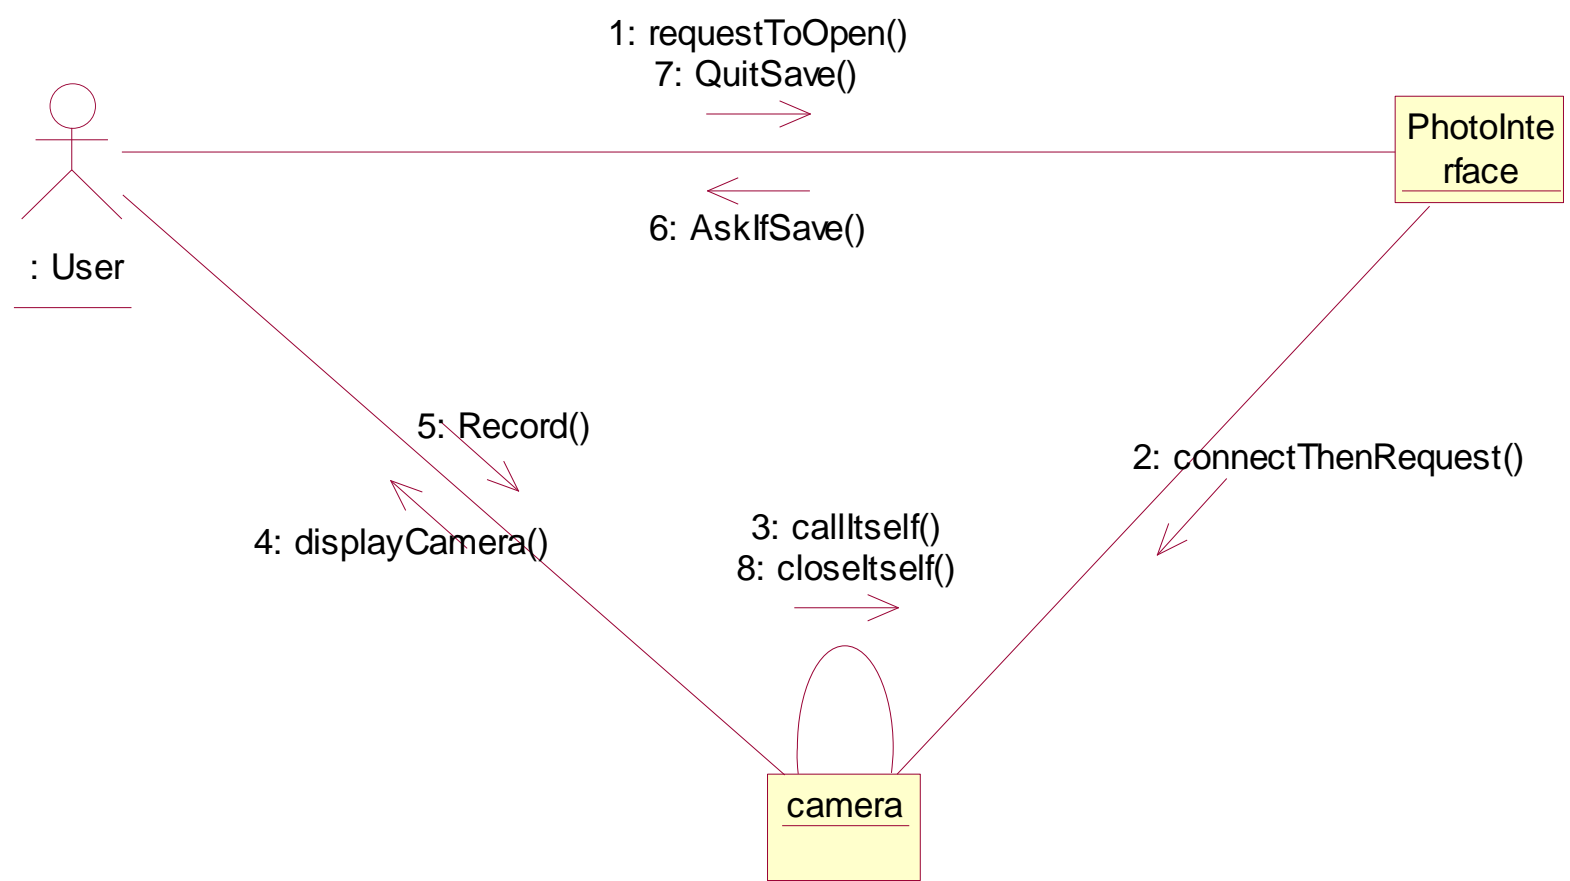 1: requestToOpen()
7: QuitSave()
PhotoInte
rface
6: AskIfSave()
: User
5: Record()
2: connectThenRequest()
4: displayCamera()
3: callItself()
8: closeItself()
camera